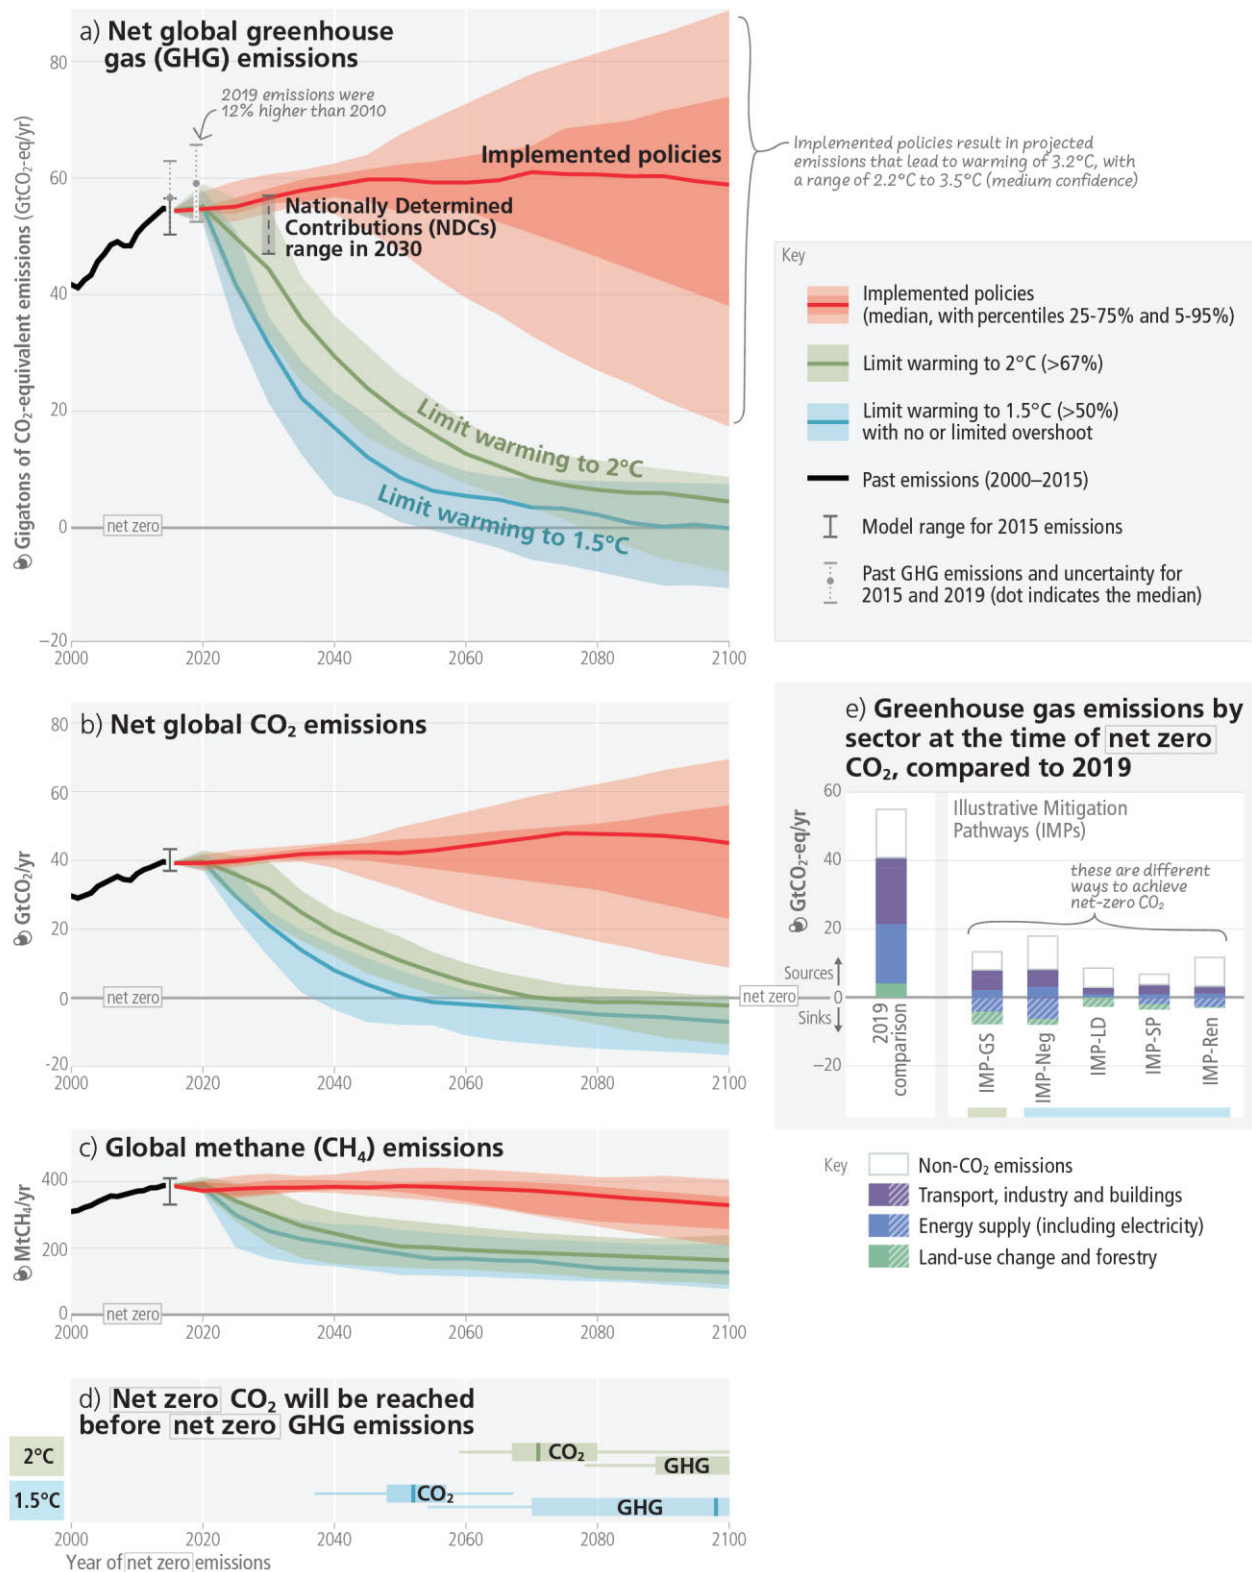 a) Net global greenhouse
gas (GHG) emissions
Gigatons of CO₂-equivalent emissions (GtCO₂-eq/yr)
80
60
40
20
0
−20
2019 emissions were
12% higher than 2010
Implemented policies
Nationally Determined
Contributions (NDCs)
range in 2030
Limit warming to 2°C
Limit warming to 1.5°C
net zero
2000
2020
2040
2060
2080
2100
Implemented policies result in projected
emissions that lead to warming of 3.2°C, with
a range of 2.2°C to 3.5°C (medium confidence)
Key
Implemented policies
(median, with percentiles 25-75% and 5-95%)
Limit warming to 2°C (>67%)
Limit warming to 1.5°C (>50%)
with no or limited overshoot
Past emissions (2000–2015)
Model range for 2015 emissions
Past GHG emissions and uncertainty for
2015 and 2019 (dot indicates the median)
b) Net global CO₂ emissions
GtCO₂/yr
80
60
40
20
0
-20
net zero
2000
2020
2040
2060
2080
2100
c) Global methane (CH₄) emissions
MtCH₄/yr
400
200
0
net zero
2000
2020
2040
2060
2080
2100
d) Net zero CO₂ will be reached
before net zero GHG emissions
2°C
CO₂
GHG
1.5°C
CO₂
GHG
2000
2020
2040
2060
2080
2100
Year of net zero emissions
e) Greenhouse gas emissions by
sector at the time of net zero
CO₂, compared to 2019
GtCO₂-eq/yr
60
40
20
0
−20
net zero
Sources
Sinks
Illustrative Mitigation
Pathways (IMPs)
these are different
ways to achieve
net-zero CO₂
2019
comparison
IMP-GS
IMP-Neg
IMP-LD
IMP-SP
IMP-Ren
Key
Non-CO₂ emissions
Transport, industry and buildings
Energy supply (including electricity)
Land-use change and forestry